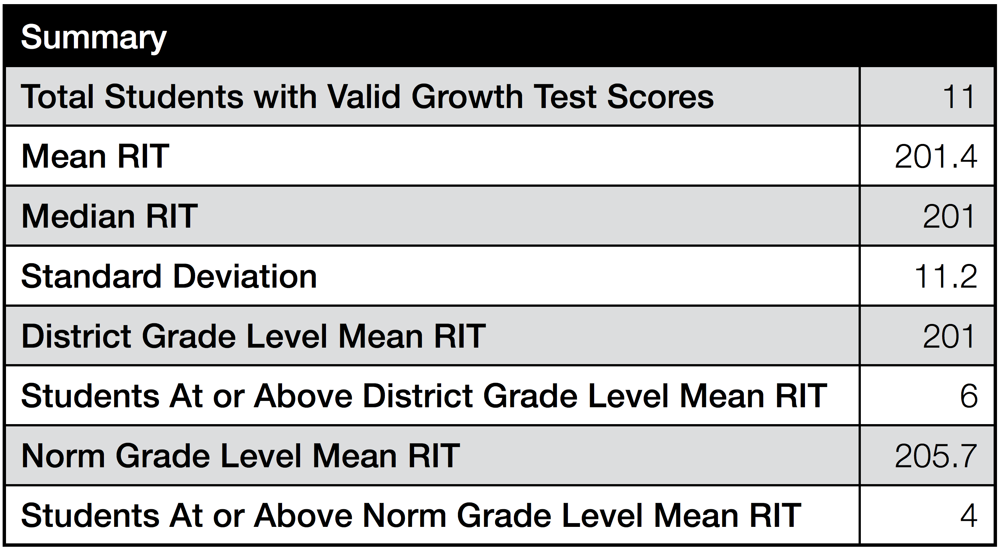 Summary
Total Students with Valid Growth Test Scores 11
Mean RIT 201.4
Median RIT 201
Standard Deviation 11.2
District Grade Level Mean RIT 201
Students At or Above District Grade Level Mean RIT 6
Norm Grade Level Mean RIT 205.7
Students At or Above Norm Grade Level Mean RIT 4